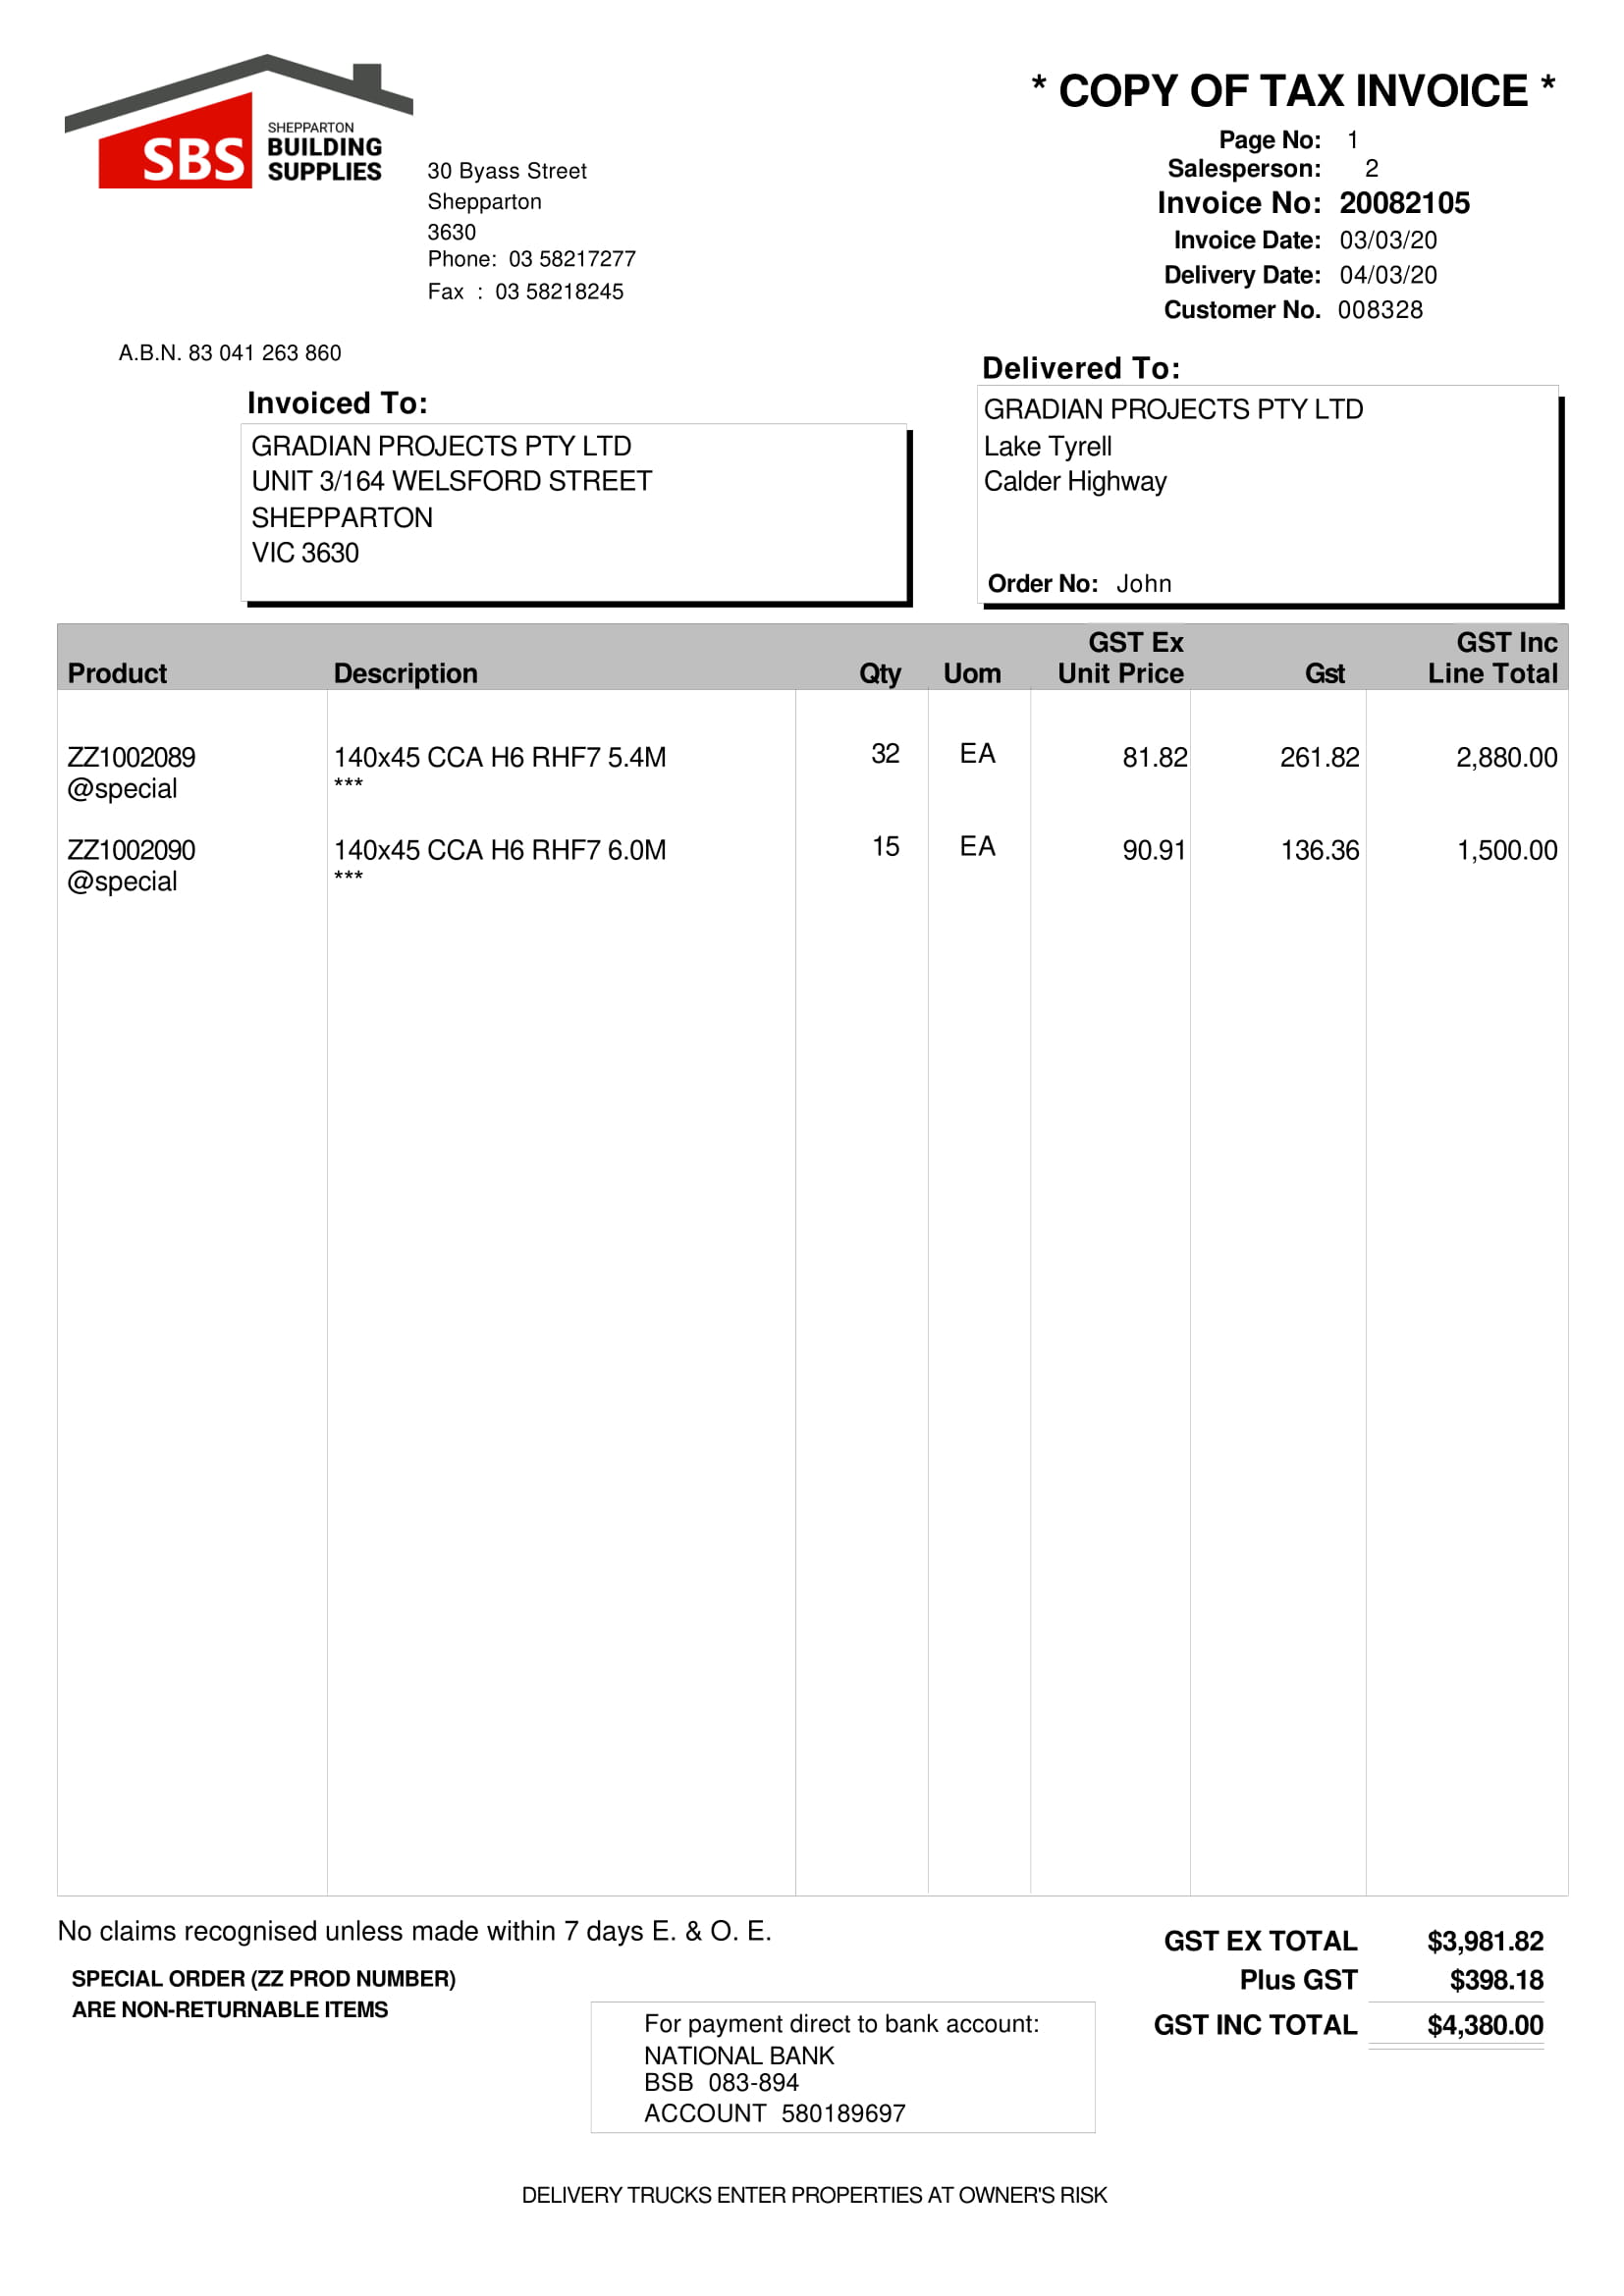 SHEPPARTON
SBS BUILDING
SUPPLIES
30 Byass Street
Shepparton
3630
Phone: 03 58217277
Fax : 03 58218245
A.B.N. 83 041 263 860
* COPY OF TAX INVOICE *
Page No: 1
Salesperson: 2
Invoice No: 20082105
Invoice Date: 03/03/20
Delivery Date: 04/03/20
Customer No. 008328
Invoiced To:
GRADIAN PROJECTS PTY LTD
UNIT 3/164 WELSFORD STREET
SHEPPARTON
VIC 3630
Delivered To:
GRADIAN PROJECTS PTY LTD
Lake Tyrell
Calder Highway
Order No: John
GST Ex GST Inc
Product Description Qty Uom Unit Price Gst Line Total
ZZ1002089 140x45 CCA H6 RHF7 5.4M 32 EA 81.82 261.82 2,880.00
@special ***
ZZ1002090 140x45 CCA H6 RHF7 6.0M 15 EA 90.91 136.36 1,500.00
@special ***
No claims recognised unless made within 7 days E. & O. E.
SPECIAL ORDER (ZZ PROD NUMBER)
ARE NON-RETURNABLE ITEMS
GST EX TOTAL $3,981.82
Plus GST $398.18
GST INC TOTAL $4,380.00
For payment direct to bank account:
NATIONAL BANK
BSB 083-894
ACCOUNT 580189697
DELIVERY TRUCKS ENTER PROPERTIES AT OWNER'S RISK